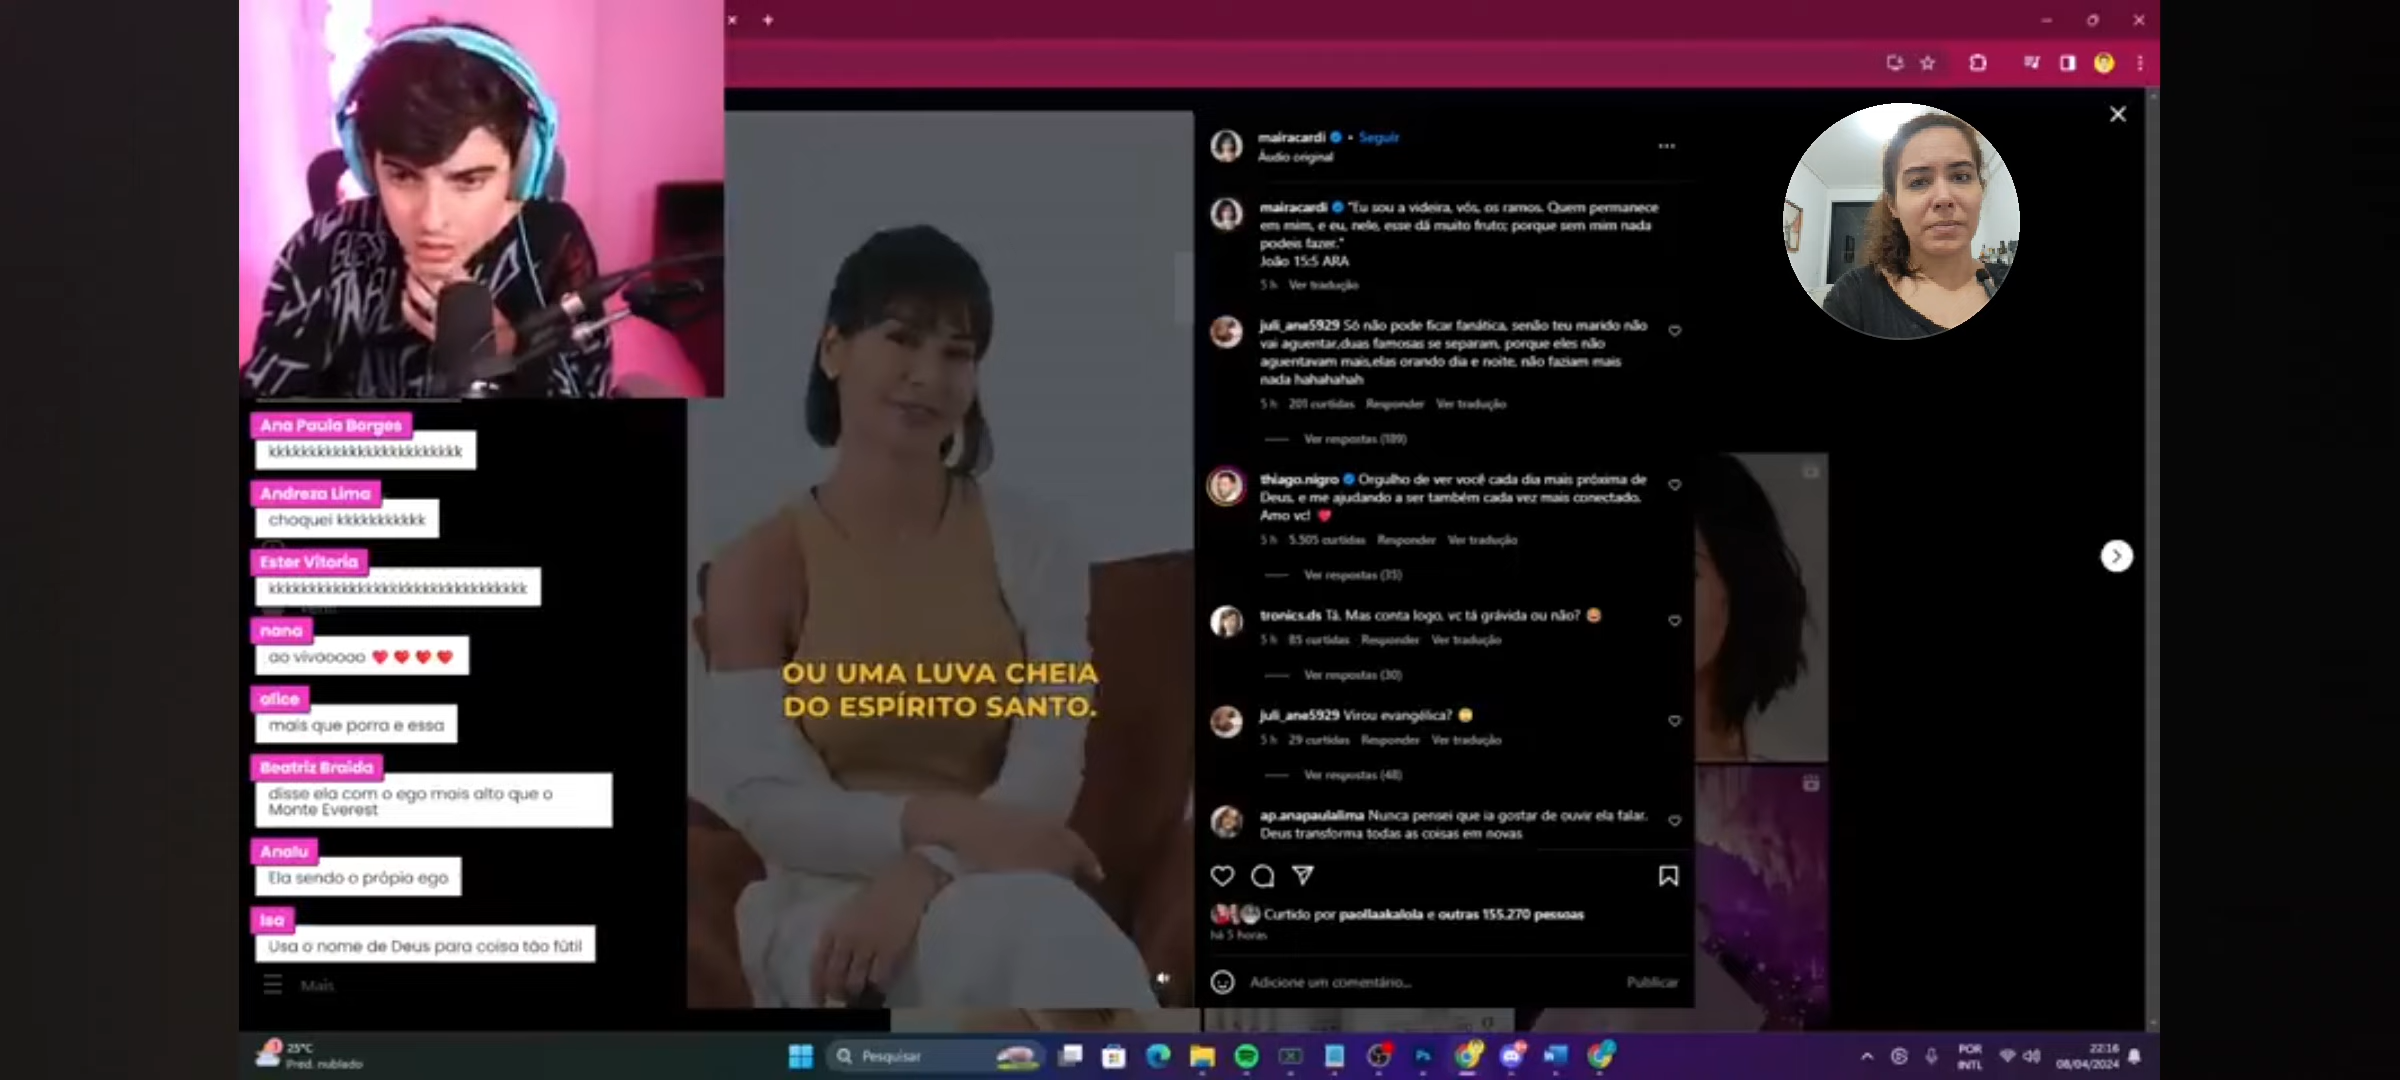 Ana Paula Borges
kkkkkkkkkkkkkkkkkkkkkkkk
Andreza Lima
choquei kkkkkkkkkkk
Ester Vitoria
kkkkkkkkkkkkkkkkkkkkkkkkkkkkkkkk
nana
ao vivooooo ❤️ ❤️ ❤️ ❤️
alice
mais que porra e essa
Beatriz Braida
disse ela com o ego mais alto que o
Monte Everest
Analu
Ela sendo o própio ego
Isa
Usa o nome de Deus para coisa tão fútil
Mais
OU UMA LUVA CHEIA
DO ESPÍRITO SANTO.
mairacardi • Seguir
Áudio original
mairacardi "Eu sou a videira, vós, os ramos. Quem permanece
em mim, e eu, nele, esse dá muito fruto; porque sem mim nada
podeis fazer."
João 15:5 ARA
5 h Ver tradução
juli_ane5929 Só não pode ficar fanática, senão teu marido não
vai aguentar,duas famosas se separam, porque eles não
aguentavam mais,elas orando dia e noite, não faziam mais
nada hahahahah
5 h 201 curtidas Responder Ver tradução
Ver respostas (189)
thiago.nigro Orgulho de ver você cada dia mais próxima de
Deus, e me ajudando a ser também cada vez mais conectado.
Amo vc! ❤️
5 h 5.505 curtidas Responder Ver tradução
Ver respostas (35)
tronics.ds Tá. Mas conta logo, vc tá grávida ou não?
5 h 85 curtidas Responder Ver tradução
Ver respostas (30)
juli_ane5929 Virou evangélica?
5 h 29 curtidas Responder Ver tradução
Ver respostas (48)
ap.anapaulalima Nunca pensei que ia gostar de ouvir ela falar.
Deus transforma todas as coisas em novas
Curtido por paollaakalola e outras 155.270 pessoas
há 5 horas
Adicione um comentário... Publicar
25°C
Pred. nublado
Pesquisar
POR
INTL
22:16
08/04/2024